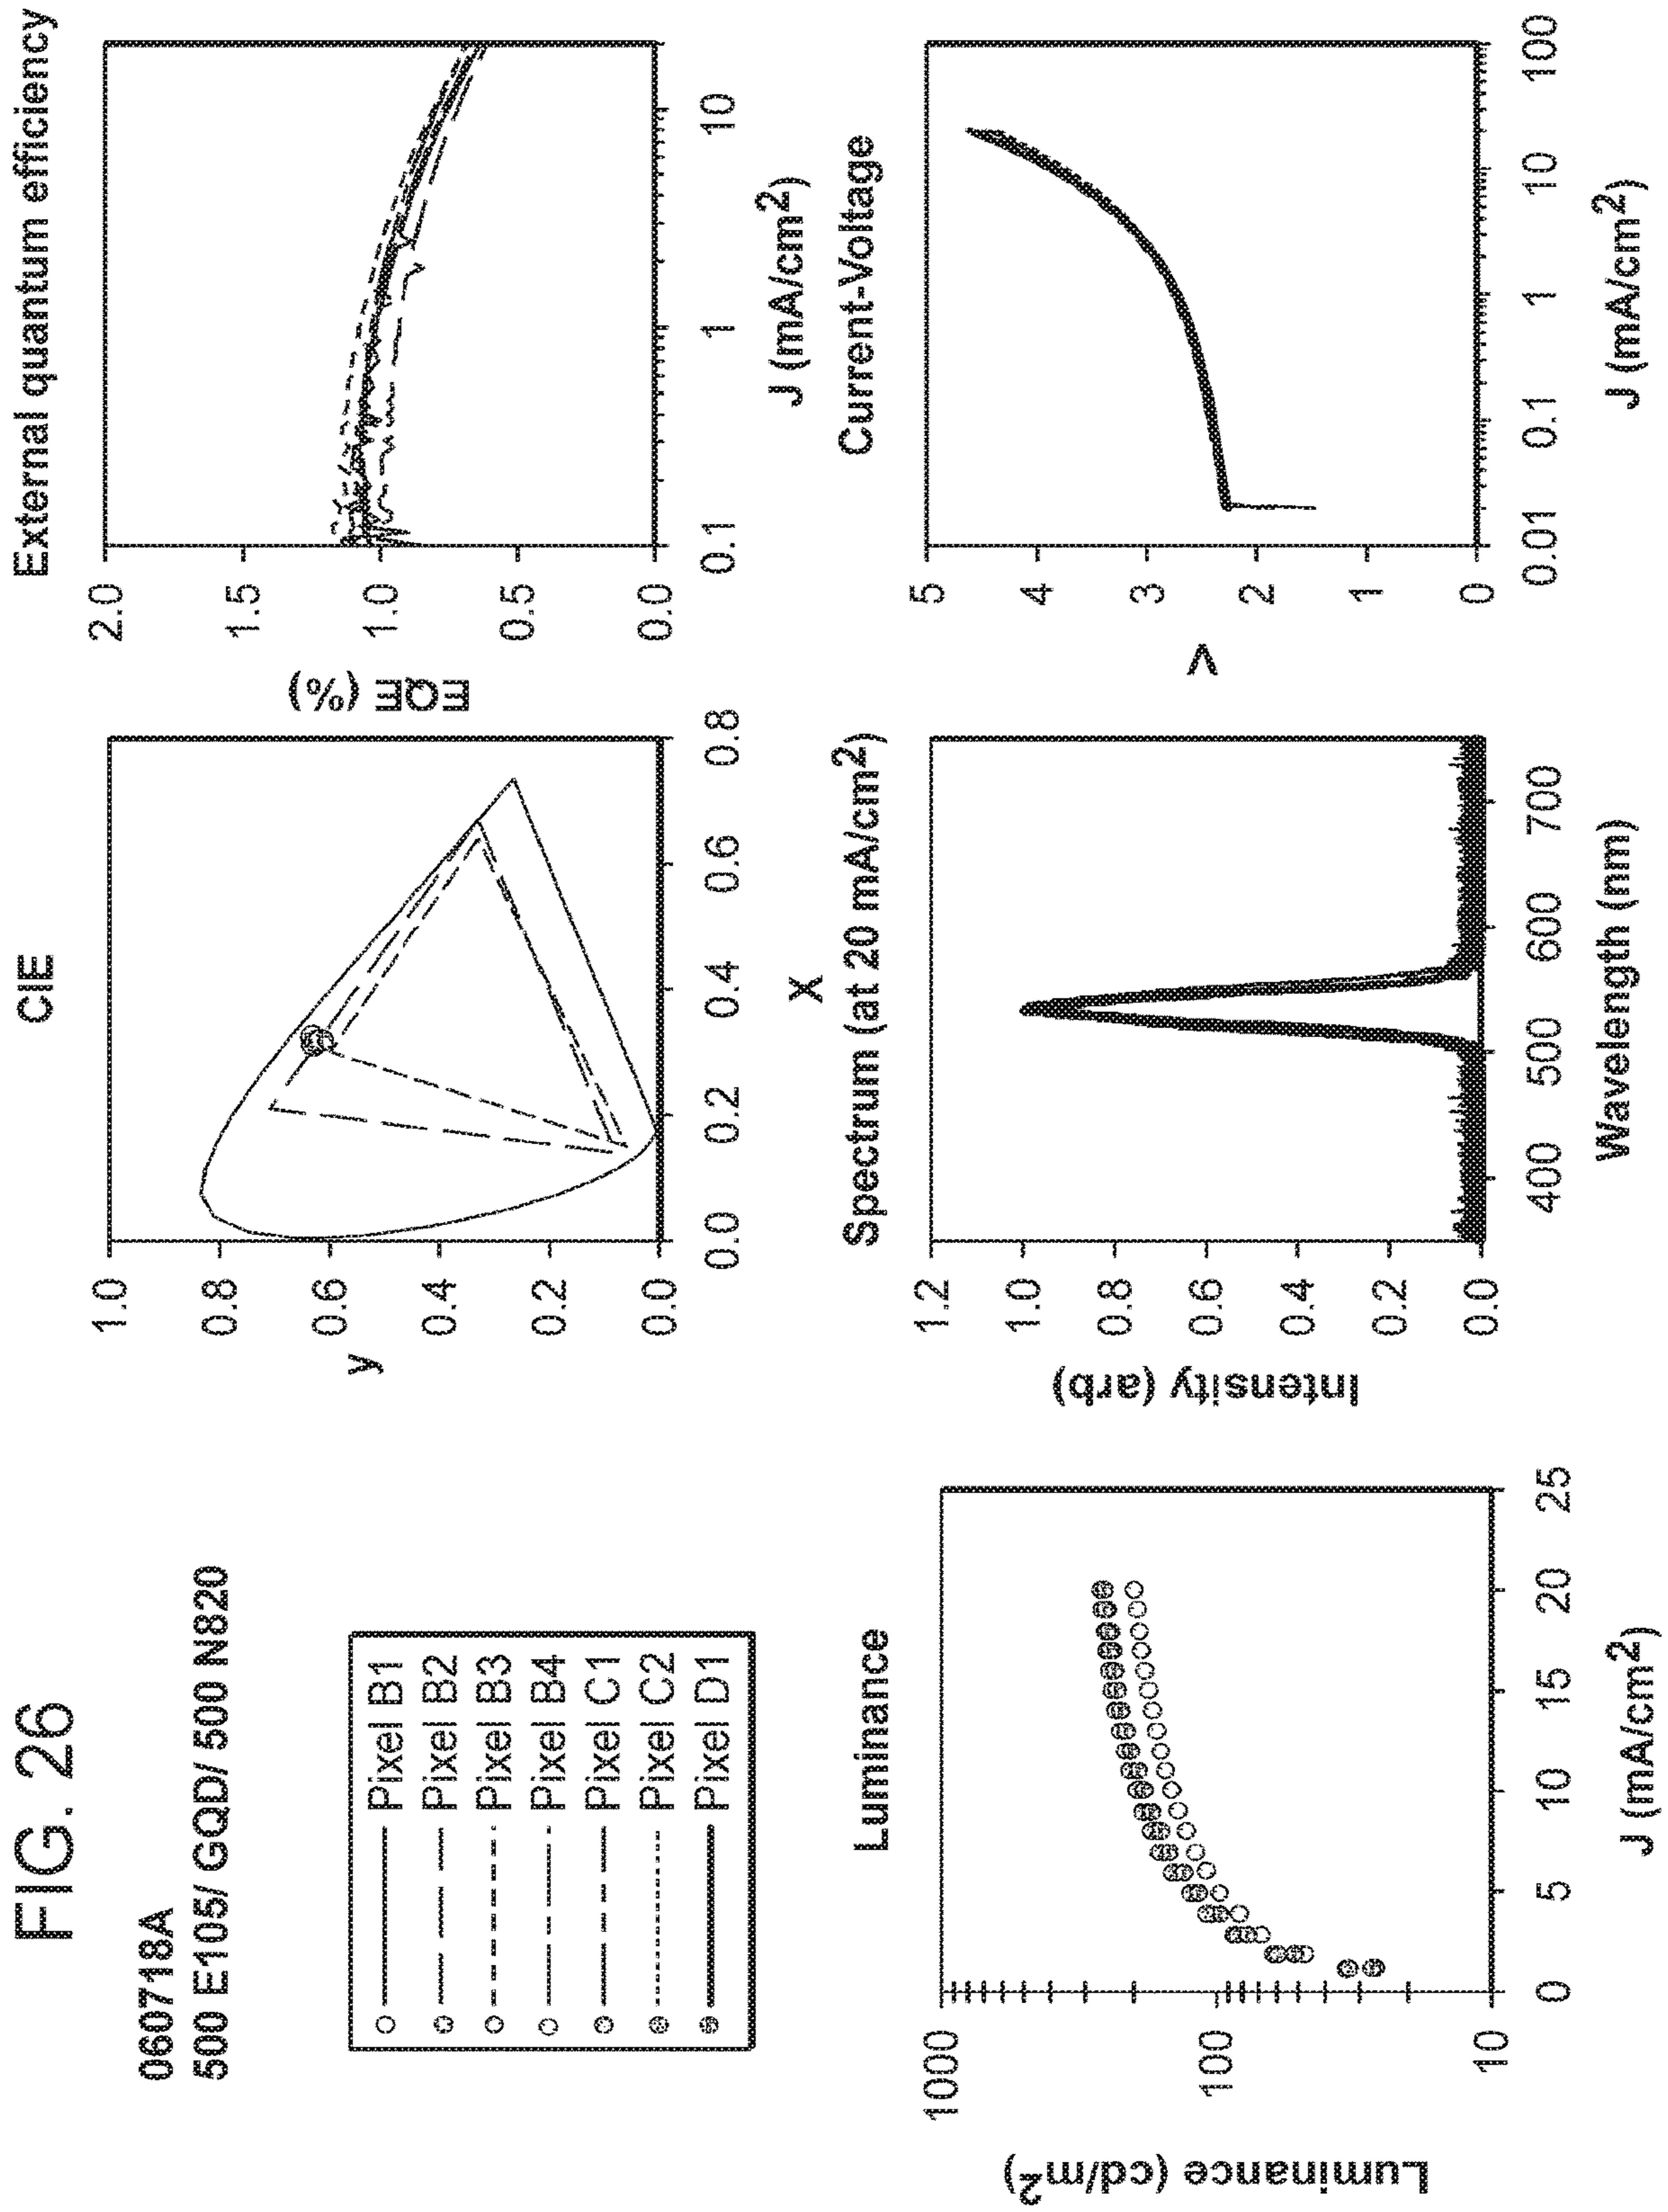 FIG. 26
060718A
500 E105/ GQD/ 500 N820
Pixel B1
Pixel B2
Pixel B3
Pixel B4
Pixel C1
Pixel C2
Pixel D1
CIE
y
1.0
0.8
0.6
0.4
0.2
0.0
0.0 0.2 0.4 0.6 0.8
X
External quantum efficiency
EQE (%)
2.0
1.5
1.0
0.5
0.0
0.1 1 10
J (mA/cm²)
Luminance
Luminance (cd/m²)
1000
100
10
0 5 10 15 20 25
J (mA/cm²)
Spectrum (at 20 mA/cm²)
Intensity (arb)
1.2
1.0
0.8
0.6
0.4
0.2
0.0
400 500 600 700
Wavelength (nm)
Current-Voltage
V
5
4
3
2
1
0
0.01 0.1 1 10 100
J (mA/cm²)